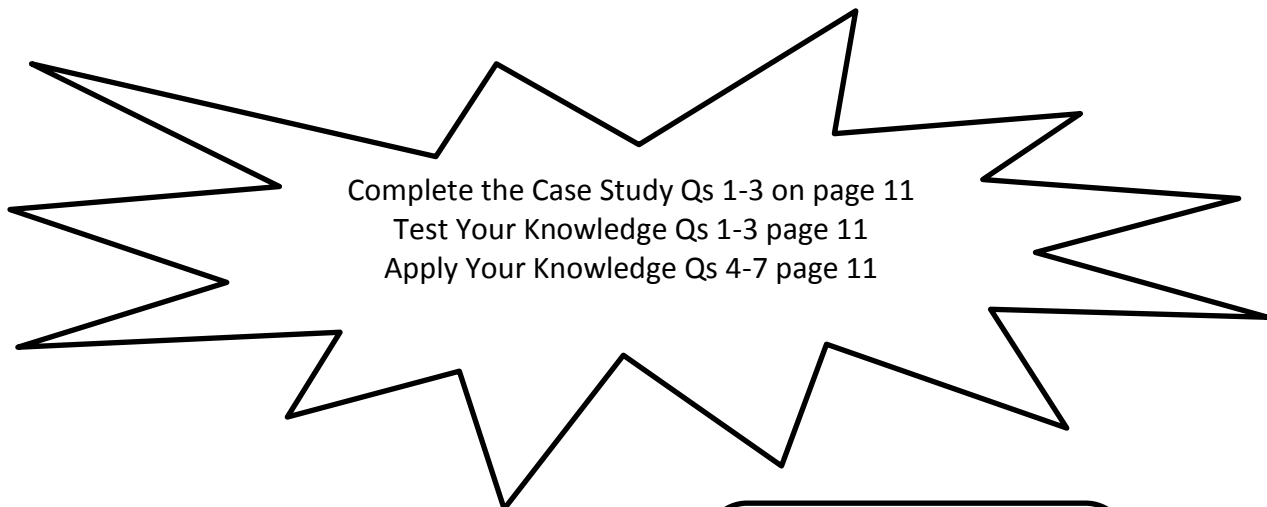 Complete the Case Study Qs 1-3 on page 11
Test Your Knowledge Qs 1-3 page 11
Apply Your Knowledge Qs 4-7 page 11